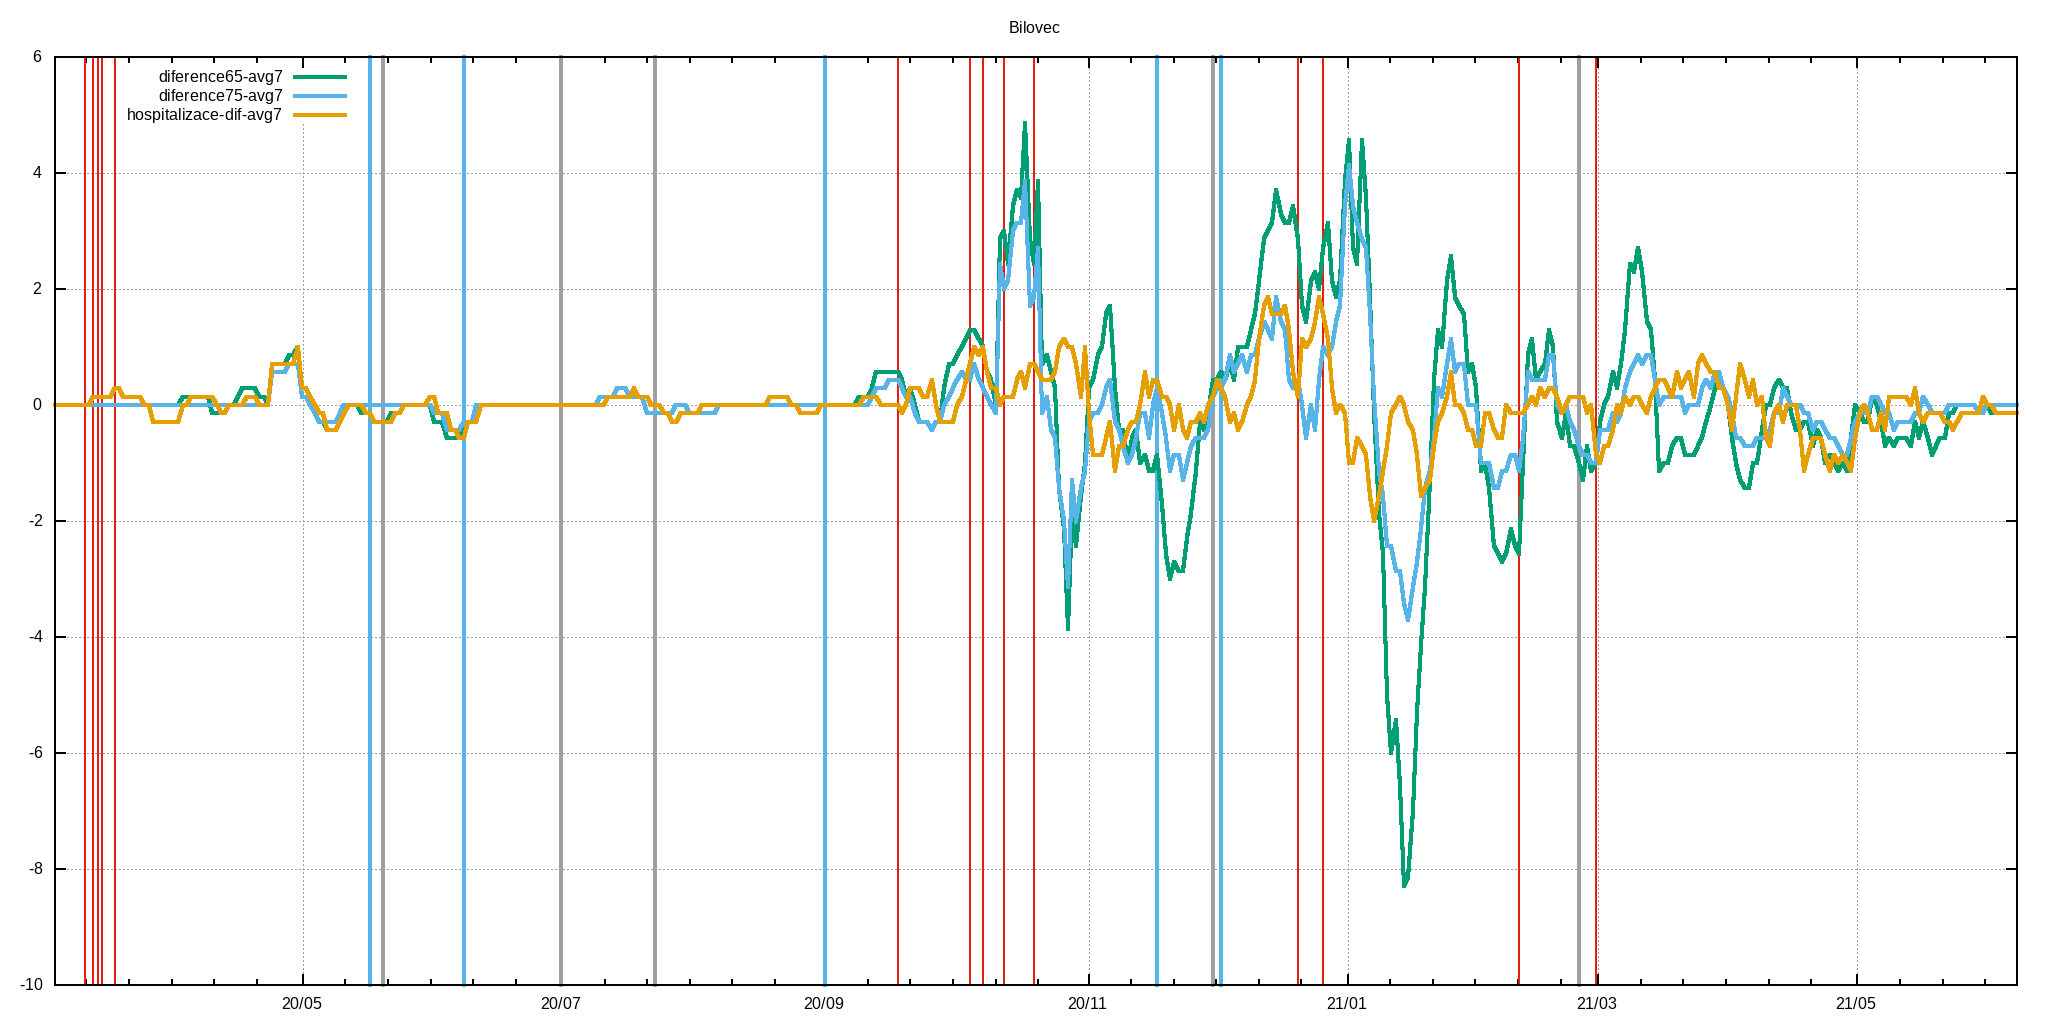 Bilovec
diference65-avg7
diference75-avg7
hospitalizace-dif-avg7
6
4
2
0
-2
-4
-6
-8
-10
20/05 20/07 20/09 20/11 21/01 21/03 21/05